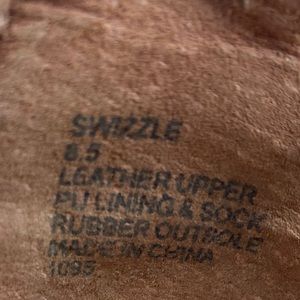 SWIZZLE
8.5
LEATHER UPPER
PU LINING & SOCK
RUBBER OUTSOLE
MADE IN CHINA
1095